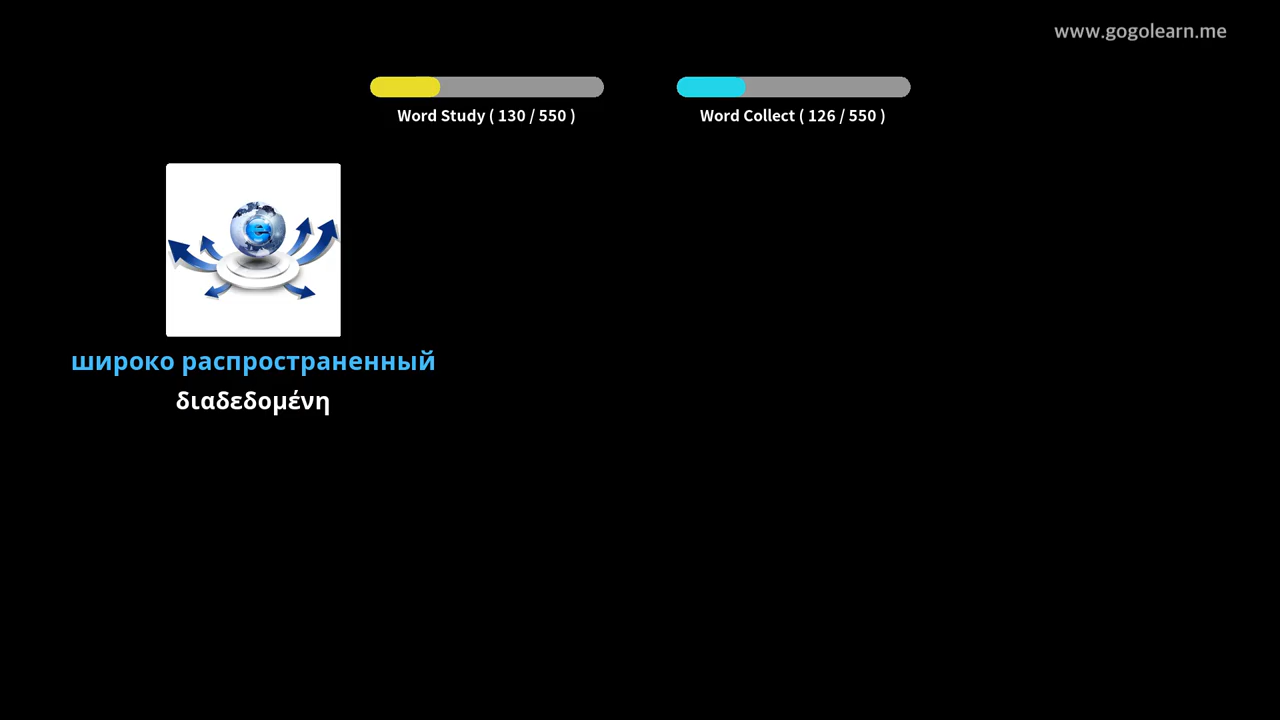 www.gogolearn.me
Word Study ( 130 / 550 )
Word Collect ( 126 / 550 )
e
широко распространенный
διαδεδομένη